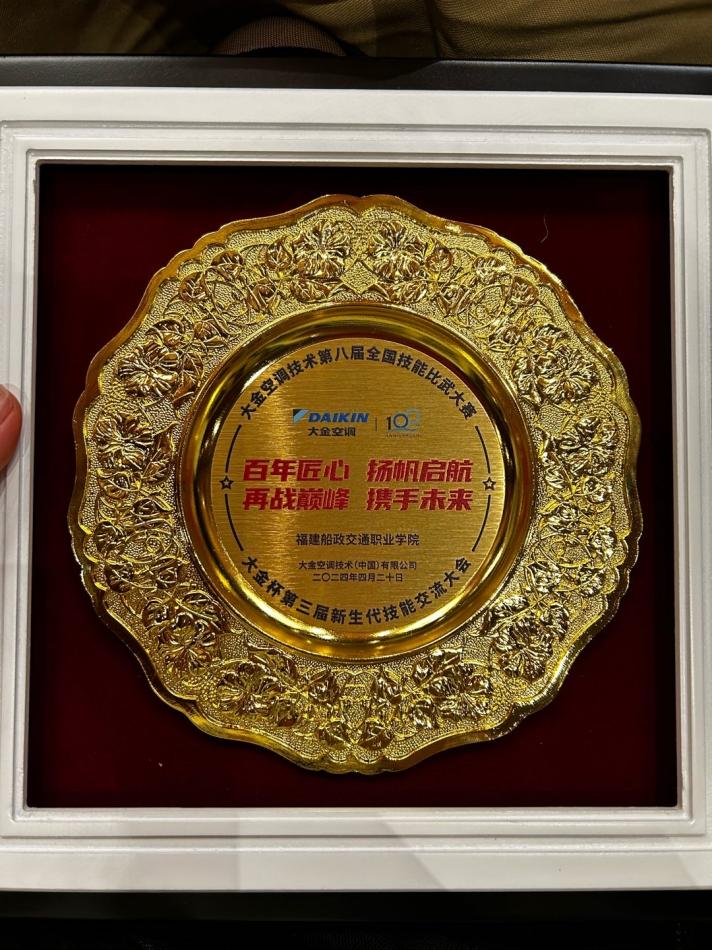 大金空调技术第八届全国技能比武大赛
DAIKIN
大金空调
102
ANNIVERSARY
百年匠心 扬帆启航
再战巅峰 携手未来
福建船政交通职业学院
大金空调技术(中国)有限公司
二〇二四年四月二十日
大金杯第三届新生代技能交流大会